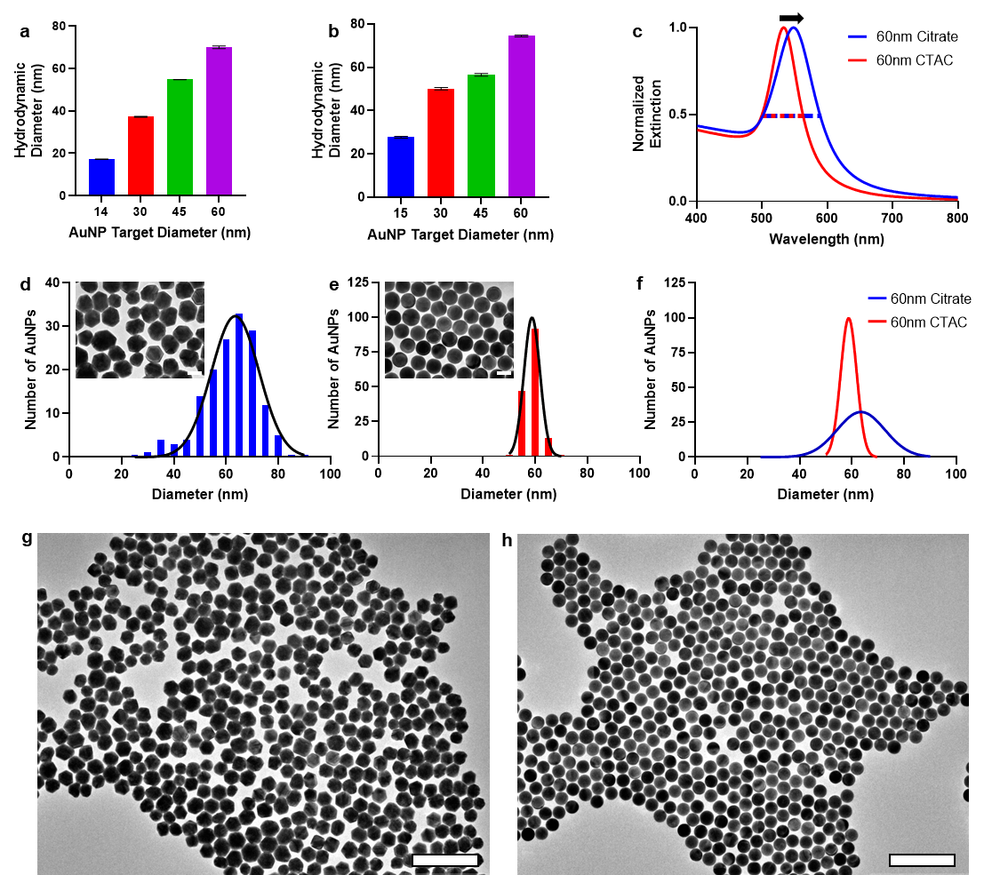 a
80
60
40
20
0
Hydrodynamic
Diameter (nm)
14 30 45 60
AuNP Target Diameter (nm)
b
80
60
40
20
0
Hydrodynamic
Diameter (nm)
15 30 45 60
AuNP Target Diameter (nm)
c
1.0
0.5
0.0
Normalized
Extinction
60nm Citrate
60nm CTAC
400 500 600 700 800
Wavelength (nm)
d
40
30
20
10
0
Number of AuNPs
0 20 40 60 80 100
Diameter (nm)
e
125
100
75
50
25
0
Number of AuNPs
0 20 40 60 80 100
Diameter (nm)
f
125
100
75
50
25
0
Number of AuNPs
60nm Citrate
60nm CTAC
0 20 40 60 80 100
Diameter (nm)
g
h